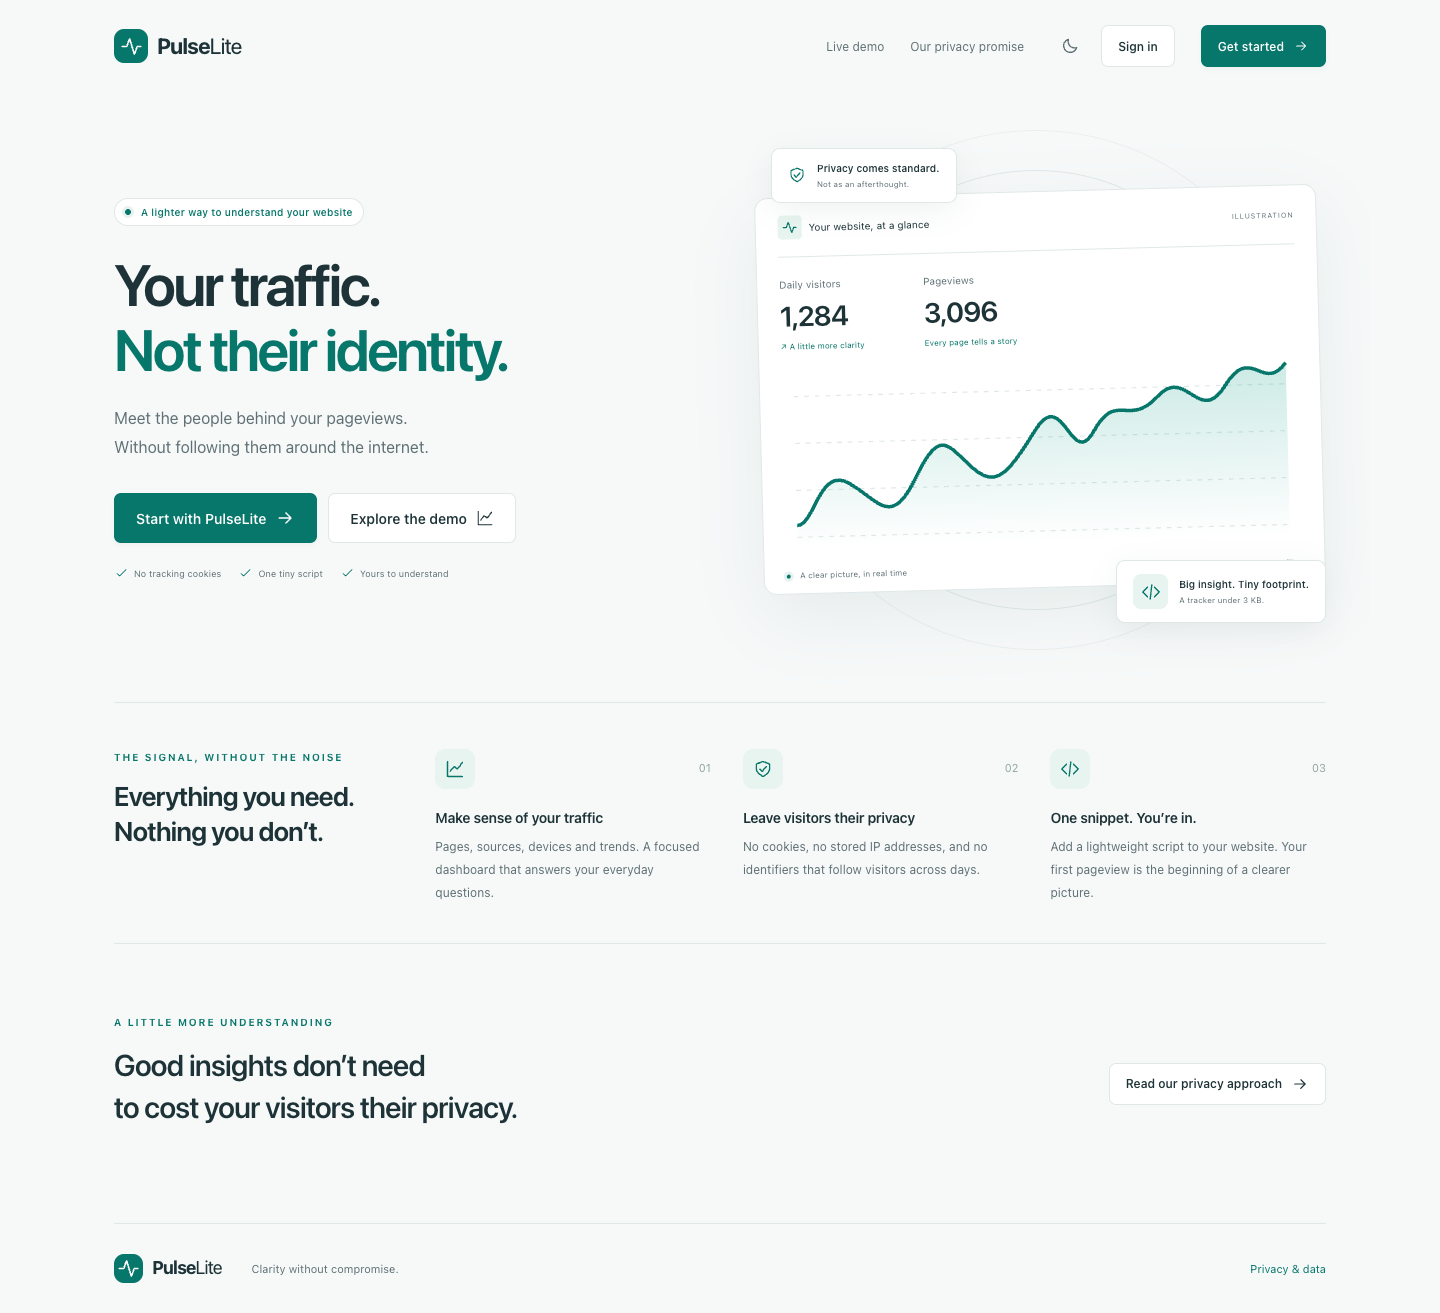 PulseLite
Live demo
Our privacy promise
Sign in
Get started
A lighter way to understand your website
Your traffic.
Not their identity.
Meet the people behind your pageviews.
Without following them around the internet.
Start with PulseLite
Explore the demo
No tracking cookies
One tiny script
Yours to understand
Privacy comes standard.
Not as an afterthought.
Your website, at a glance
ILLUSTRATION
Daily visitors
1,284
↗ A little more clarity
Pageviews
3,096
Every page tells a story
A clear picture, in real time
Big insight. Tiny footprint.
A tracker under 3 KB.
THE SIGNAL, WITHOUT THE NOISE
Everything you need.
Nothing you don’t.
01
Make sense of your traffic
Pages, sources, devices and trends. A focused
dashboard that answers your everyday
questions.
02
Leave visitors their privacy
No cookies, no stored IP addresses, and no
identifiers that follow visitors across days.
03
One snippet. You’re in.
Add a lightweight script to your website. Your
first pageview is the beginning of a clearer
picture.
A LITTLE MORE UNDERSTANDING
Good insights don’t need
to cost your visitors their privacy.
Read our privacy approach
PulseLite
Clarity without compromise.
Privacy & data